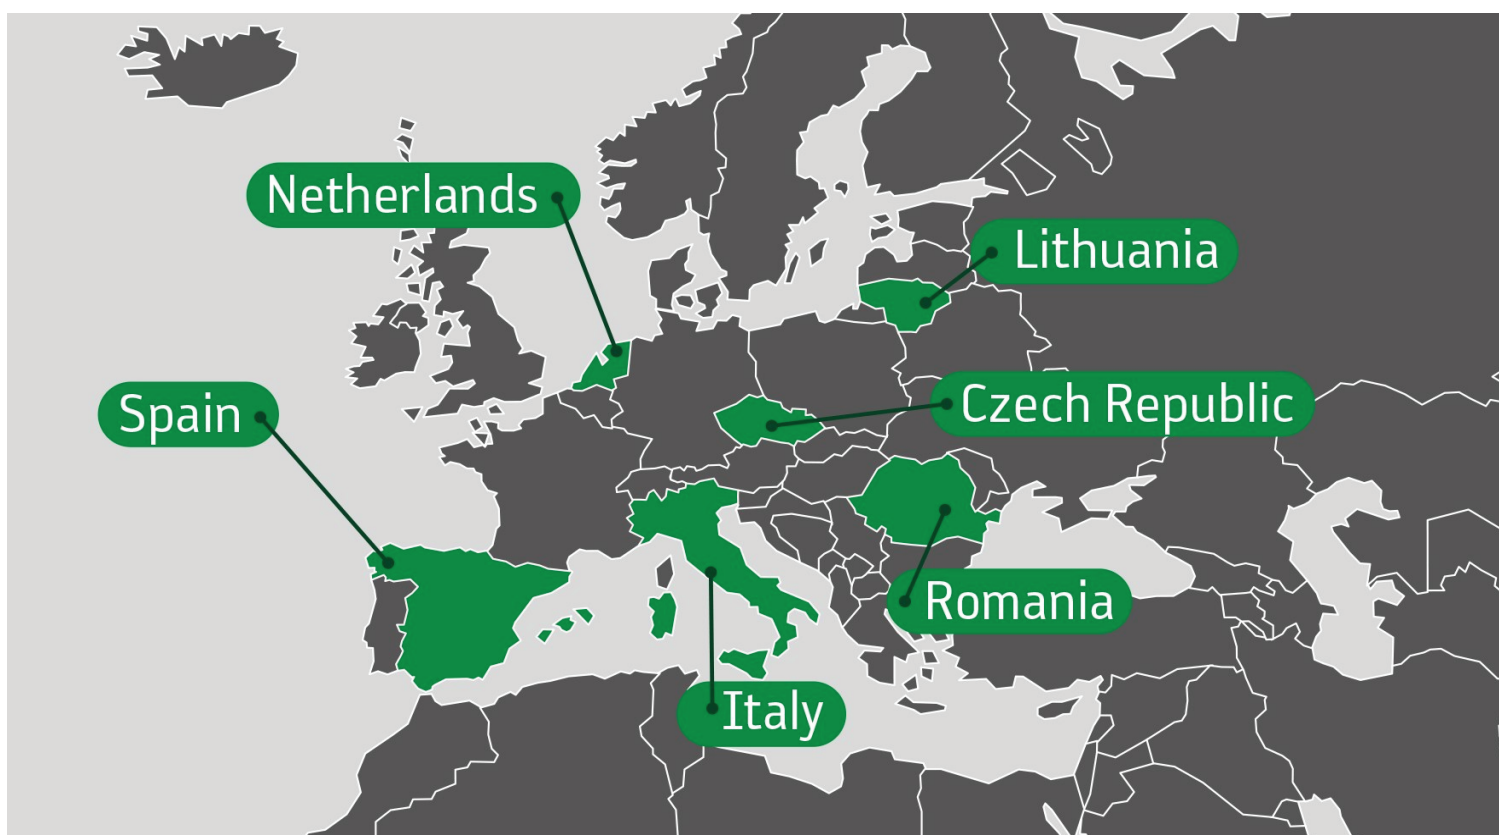 Netherlands
Lithuania
Spain
Czech Republic
Romania
Italy